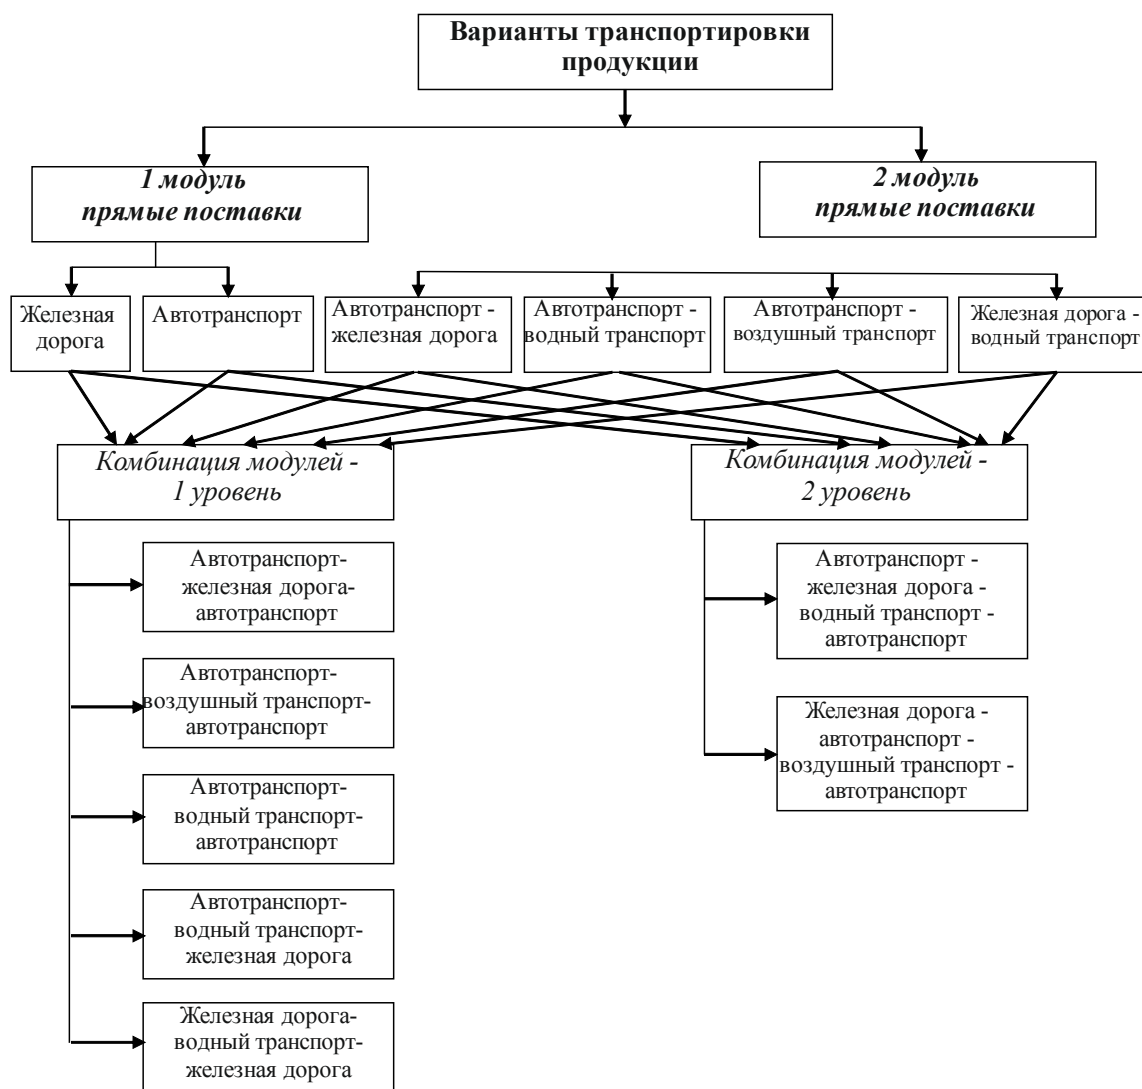 Варианты транспортировки
продукции
1 модуль
прямые поставки
2 модуль
прямые поставки
Железная
дорога
Автотранспорт
Автотранспорт -
железная дорога
Автотранспорт -
водный транспорт
Автотранспорт -
воздушный транспорт
Железная дорога -
водный транспорт
Комбинация модулей -
1 уровень
Комбинация модулей -
2 уровень
Автотранспорт-
железная дорога-
автотранспорт
Автотранспорт-
воздушный транспорт-
автотранспорт
Автотранспорт-
водный транспорт-
автотранспорт
Автотранспорт-
водный транспорт-
железная дорога
Железная дорога-
водный транспорт-
железная дорога
Автотранспорт -
железная дорога -
водный транспорт -
автотранспорт
Железная дорога -
автотранспорт -
воздушный транспорт -
автотранспорт